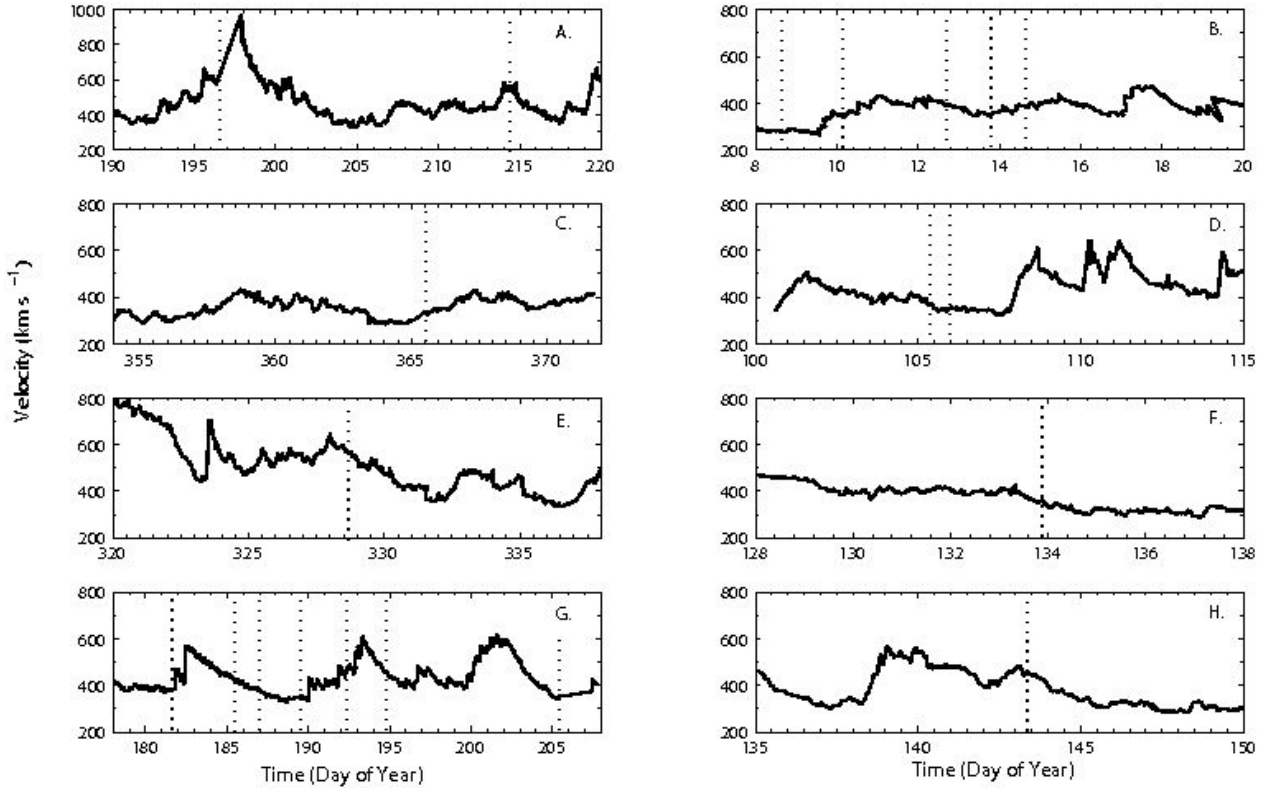 Velocity (km s −1)
1000
800
600
400
200
A.
190 195 200 205 210 215 220
800
600
400
200
B.
8 10 12 14 16 18 20
800
600
400
200
C.
355 360 365 370
800
600
400
200
D.
100 105 110 115
800
600
400
200
E.
320 325 330 335
800
600
400
200
F.
128 130 132 134 136 138
800
600
400
200
G.
180 185 190 195 200 205
Time (Day of Year)
800
600
400
200
H.
135 140 145 150
Time (Day of Year)